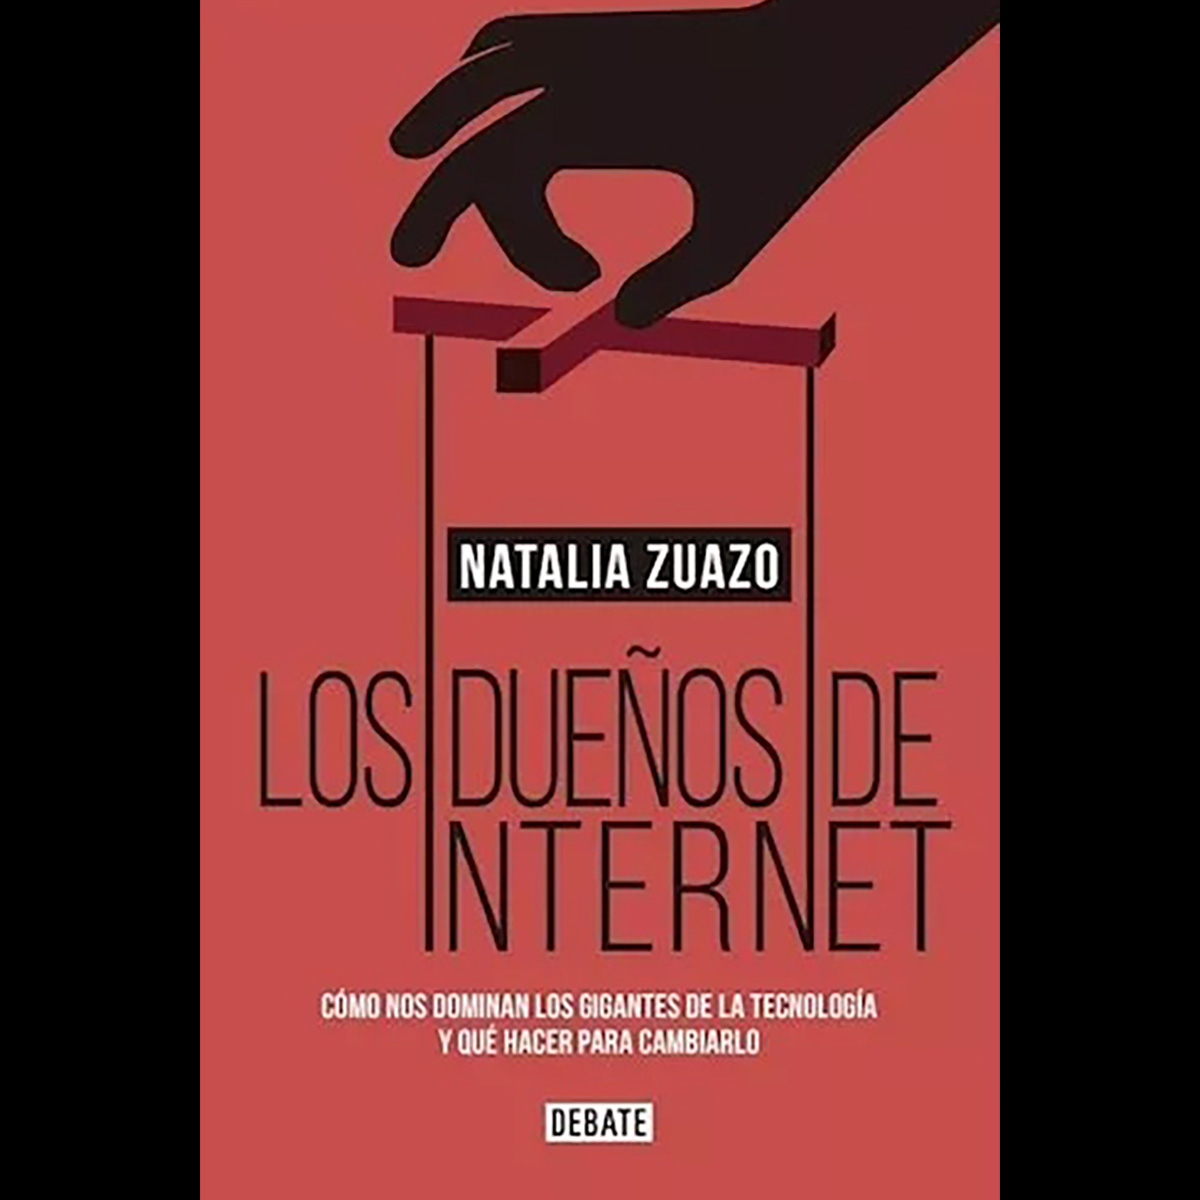 NATALIA ZUAZO
LOS DUEÑOS DE
INTERNET
CÓMO NOS DOMINAN LOS GIGANTES DE LA TECNOLOGÍA
Y QUÉ HACER PARA CAMBIARLO
DEBATE